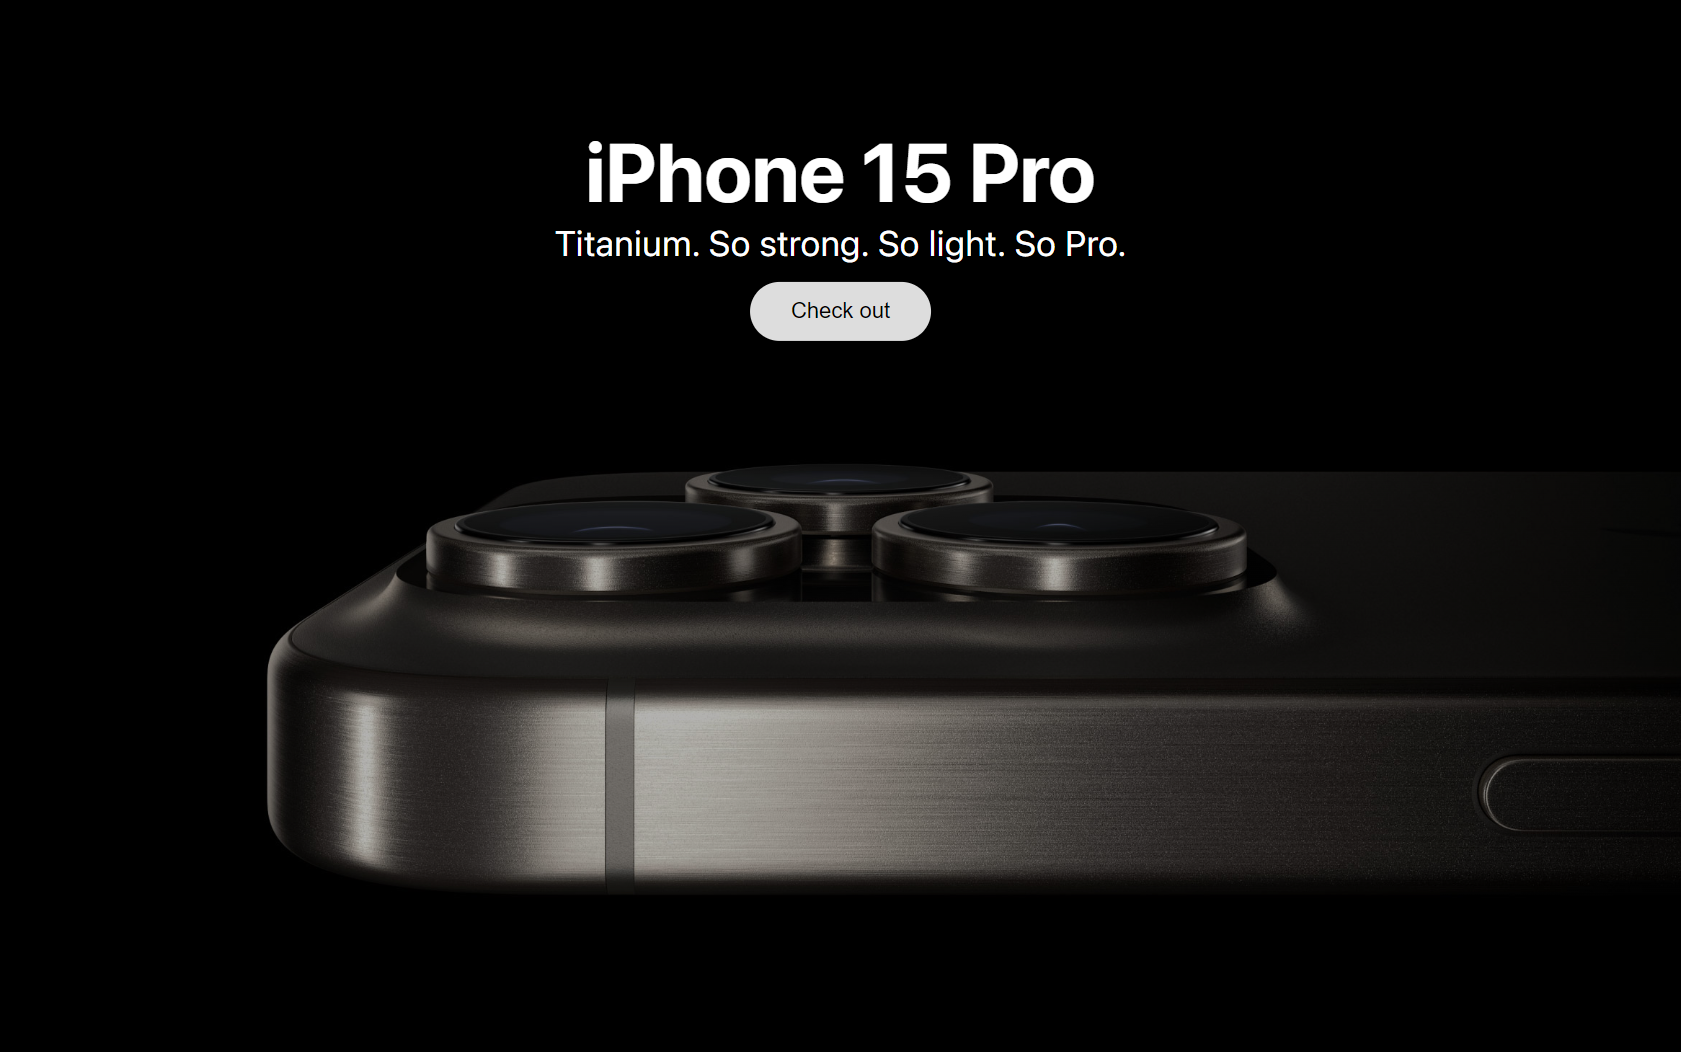 iPhone 15 Pro
Titanium. So strong. So light. So Pro.
Check out